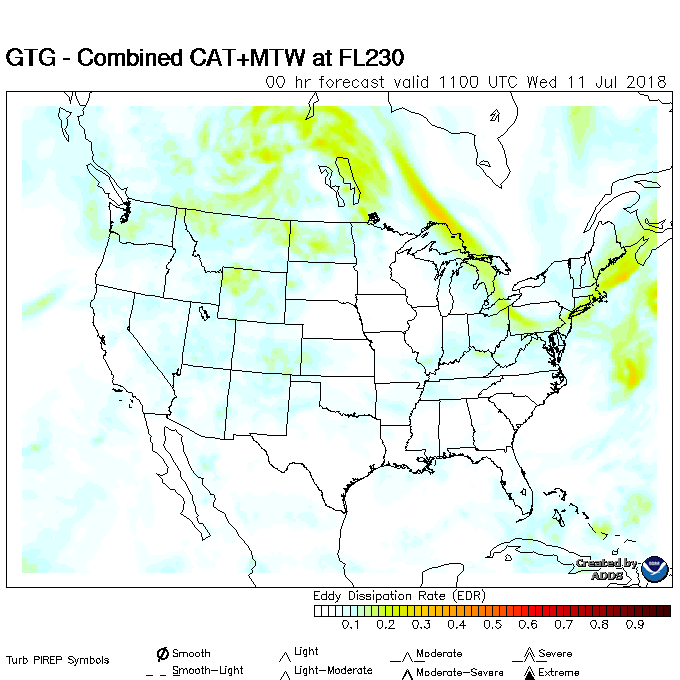 GTG - Combined CAT+MTW at FL230
00 hr forecast valid 1100 UTC Wed 11 Jul 2018
Created by
ADDS
Eddy Dissipation Rate (EDR)
0.1 0.2 0.3 0.4 0.5 0.6 0.7 0.8 0.9
Turb PIREP Symbols
Smooth
Light
Moderate
Severe
Smooth-Light
Light-Moderate
Moderate-Severe
Extreme